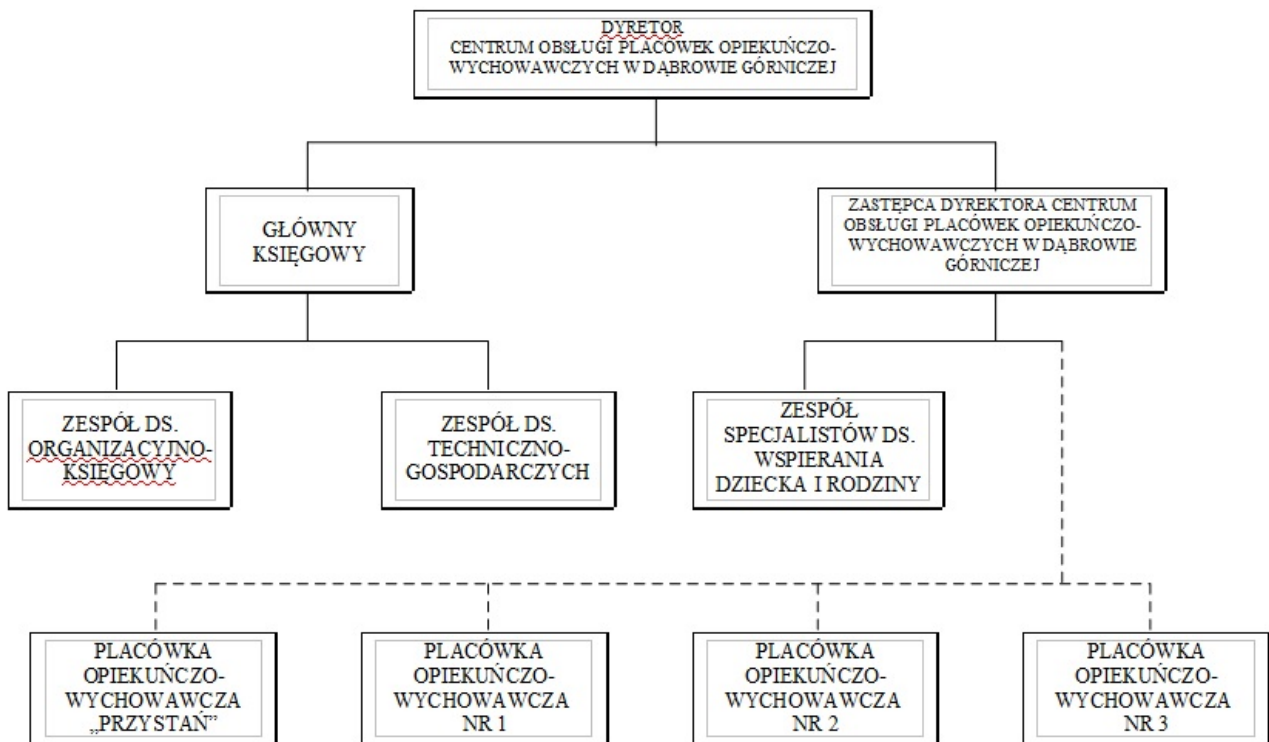 DYRETOR
CENTRUM OBSŁUGI PLACÓWEK OPIEKUŃCZO-
WYCHOWAWCZYCH W DĄBROWIE GÓRNICZEJ
GŁÓWNY
KSIĘGOWY
ZASTĘPCA DYREKTORA CENTRUM
OBSŁUGI PLACÓWEK OPIEKUŃCZO-
WYCHOWAWCZYCH W DĄBROWIE
GÓRNICZEJ
ZESPÓŁ DS.
ORGANIZACYJNO-
KSIĘGOWY
ZESPÓŁ DS.
TECHNICZNO-
GOSPODARCZYCH
ZESPÓŁ
SPECJALISTÓW DS.
WSPIERANIA
DZIECKA I RODZINY
PLACÓWKA
OPIEKUŃCZO-
WYCHOWAWCZA
„PRZYSTAŃ”
PLACÓWKA
OPIEKUŃCZO-
WYCHOWAWCZA
NR 1
PLACÓWKA
OPIEKUŃCZO-
WYCHOWAWCZA
NR 2
PLACÓWKA
OPIEKUŃCZO-
WYCHOWAWCZA
NR 3